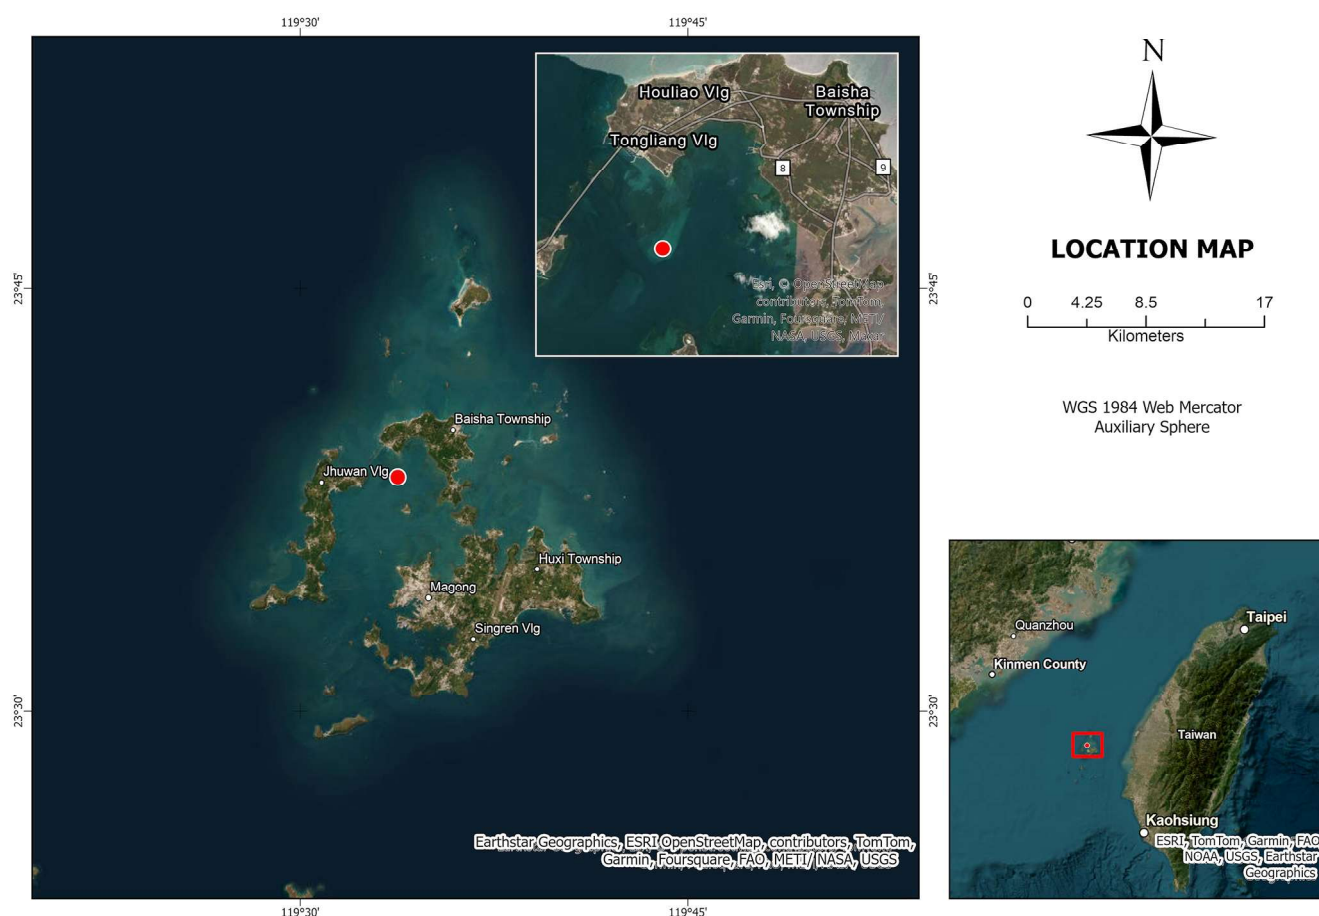 119°30'
119°45'
23°45'
23°30'
23°45'
23°30'
119°30'
119°45'
Houliao Vlg
Baisha
Township
Tongliang Vlg
8
9
Esri, © OpenStreetMap
contributors, TomTom,
Garmin, Foursquare, METI/
NASA, USGS, Maxar
Baisha Township
Jhuwan Vlg
Huxi Township
Magong
Singren Vlg
Earthstar Geographics, ESRI OpenStreetMap, contributors, TomTom,
Garmin, Foursquare, FAO, METI/ NASA, USGS
N
LOCATION MAP
0 4.25 8.5 17
Kilometers
WGS 1984 Web Mercator
Auxiliary Sphere
Taipei
Quanzhou
Kinmen County
Taiwan
Kaohsiung
ESRI, TomTom, Garmin, FAO
NOAA, USGS, Earthstar
Geographics